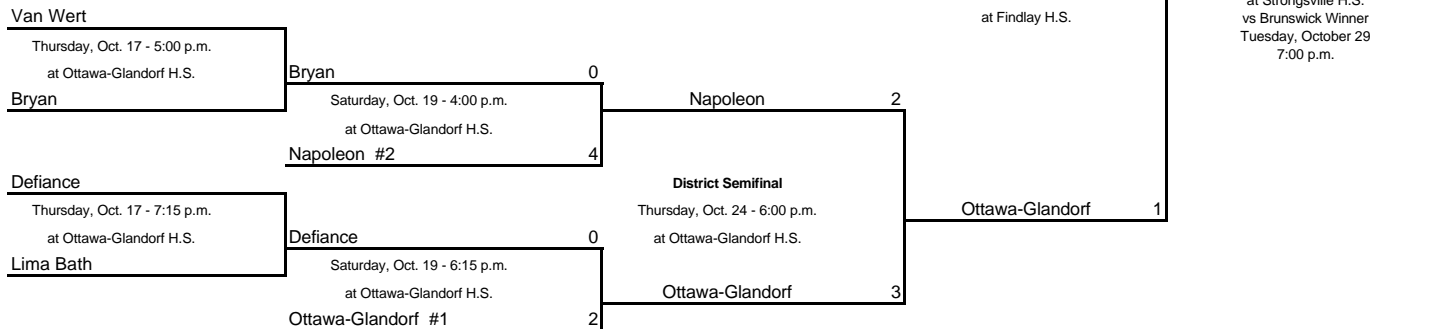 at Strongsville H.S.
Van Wert
at Findlay H.S.
vs Brunswick Winner
Tuesday, October 29
7:00 p.m.
Thursday, Oct. 17 - 5:00 p.m.
at Ottawa-Glandorf H.S.
Bryan 0
Bryan
Saturday, Oct. 19 - 4:00 p.m.
Napoleon 2
at Ottawa-Glandorf H.S.
Napoleon #2 4
Defiance
District Semifinal
Thursday, Oct. 17 - 7:15 p.m.
Thursday, Oct. 24 - 6:00 p.m.
Ottawa-Glandorf 1
at Ottawa-Glandorf H.S.
Defiance 0
at Ottawa-Glandorf H.S.
Lima Bath
Saturday, Oct. 19 - 6:15 p.m.
at Ottawa-Glandorf H.S.
Ottawa-Glandorf 3
Ottawa-Glandorf #1 2